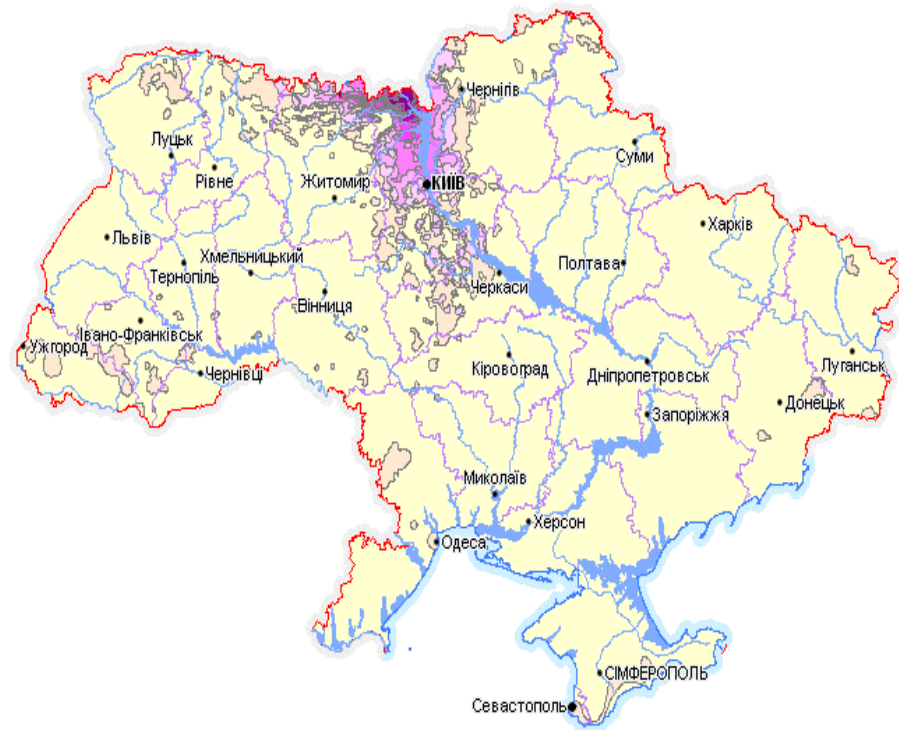 Чернігів
Луцьк
Суми
Рівне
Житомир
КИЇВ
Харків
Львів
Хмельницький
Полтава
Тернопіль
Черкаси
Вінниця
Івано-Франківськ
Ужгород
Кіровоград
Луганськ
Чернівці
Дніпропетровськ
Донецьк
Запоріжжя
Миколаїв
Херсон
Одеса
СІМФЕРОПОЛЬ
Севастополь